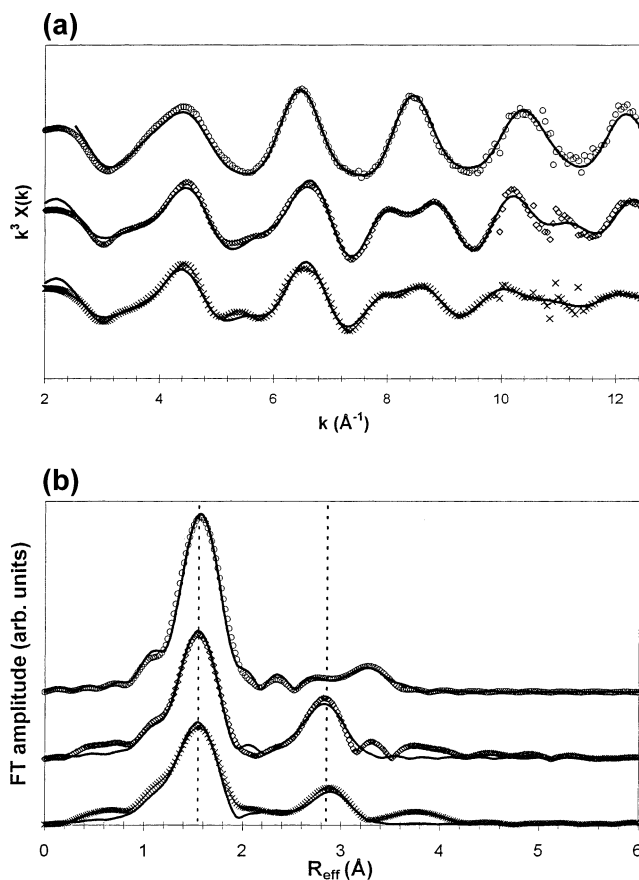 (a)
k³ X(k)
2 4 6 8 10 12
k (Å⁻¹)
(b)
FT amplitude (arb. units)
0 1 2 3 4 5 6
R_eff (Å)